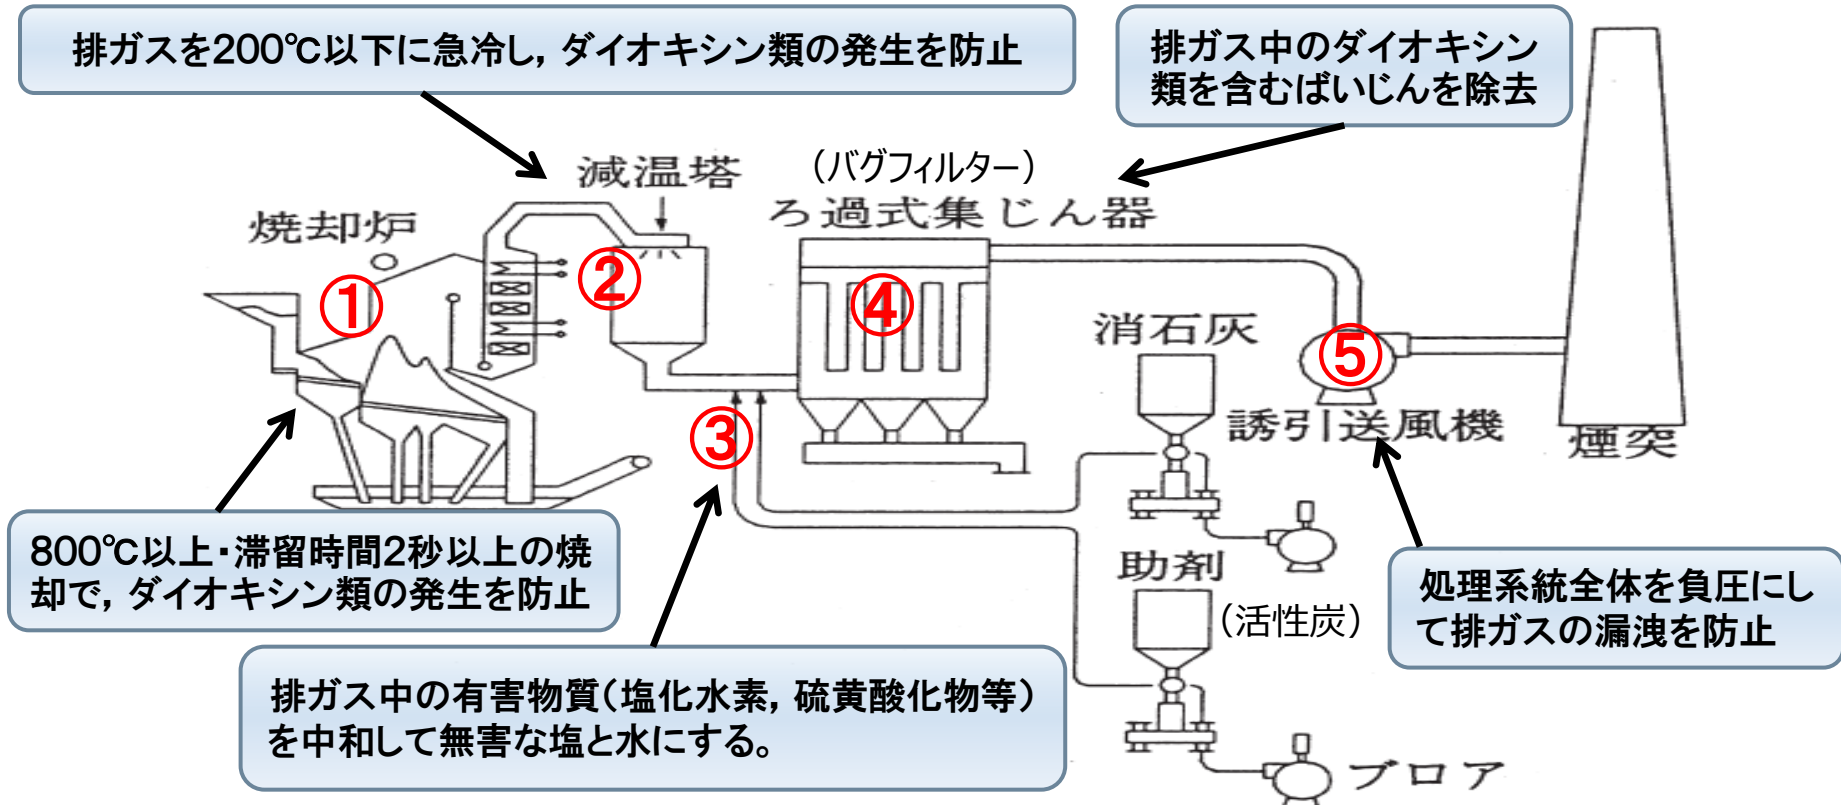 排ガスを200℃以下に急冷し，ダイオキシン類の発生を防止
排ガス中のダイオキシン
類を含むばいじんを除去
減温塔
（バグフィルター）
ろ過式集じん器
焼却炉
①
②
④
消石灰
⑤
③
誘引送風機
煙突
800℃以上・滞留時間2秒以上の焼
却で，ダイオキシン類の発生を防止
助剤
（活性炭）
処理系統全体を負圧にし
て排ガスの漏洩を防止
排ガス中の有害物質（塩化水素，硫黄酸化物等）
を中和して無害な塩と水にする。
ブロア